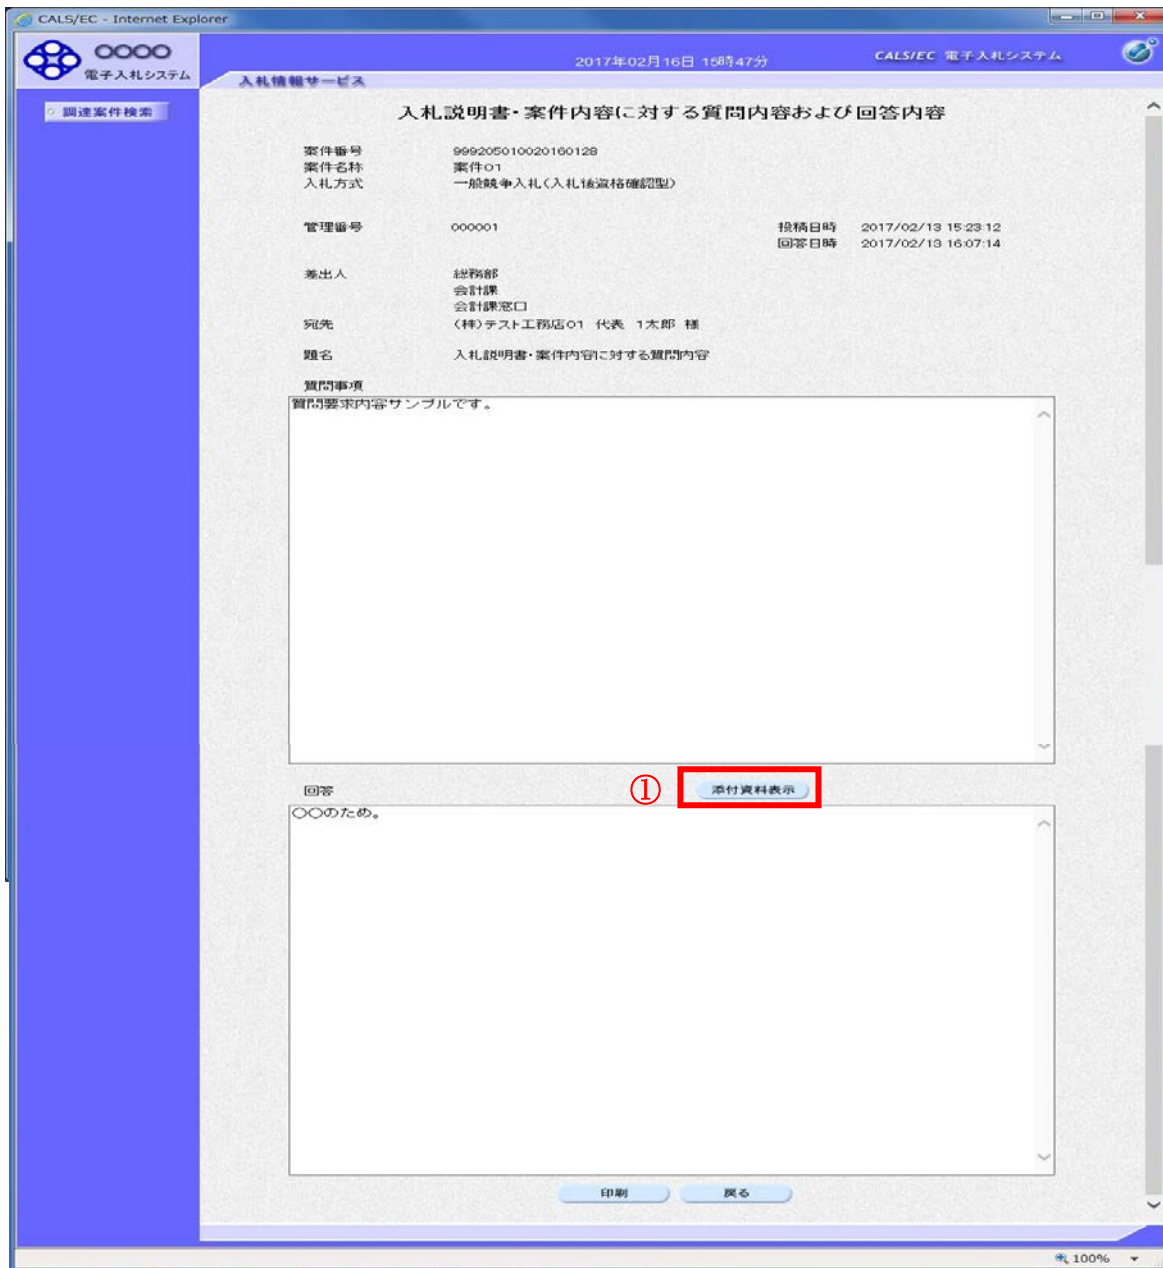 CALS/EC - Internet Explorer
〇〇〇〇
電子入札システム
2017年02月16日 15時47分
CALS/EC 電子入札システム
入札情報サービス
調達案件検索
入札説明書・案件内容に対する質問内容および回答内容
案件番号 999205010020160128
案件名称 案件01
入札方式 一般競争入札(入札後資格確認型)
管理番号 000001 投稿日時 2017/02/13 15:23:12
回答日時 2017/02/13 16:07:14
差出人 総務部
会計課
会計課窓口
宛先 (株)テスト工務店01 代表 1太郎 様
題名 入札説明書・案件内容に対する質問内容
質問事項
質問要求内容サンプルです。
回答 ① 添付資料表示
〇〇のため。
印刷 戻る
100%